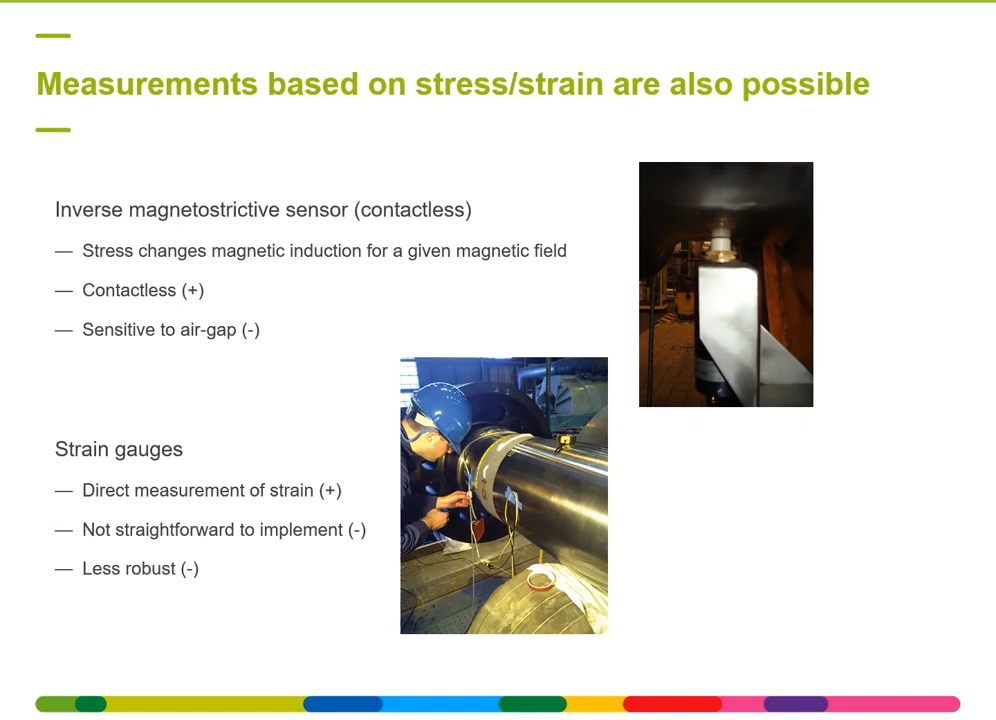 Measurements based on stress/strain are also possible
Inverse magnetostrictive sensor (contactless)
— Stress changes magnetic induction for a given magnetic field
— Contactless (+)
— Sensitive to air-gap (-)
Strain gauges
— Direct measurement of strain (+)
— Not straightforward to implement (-)
— Less robust (-)